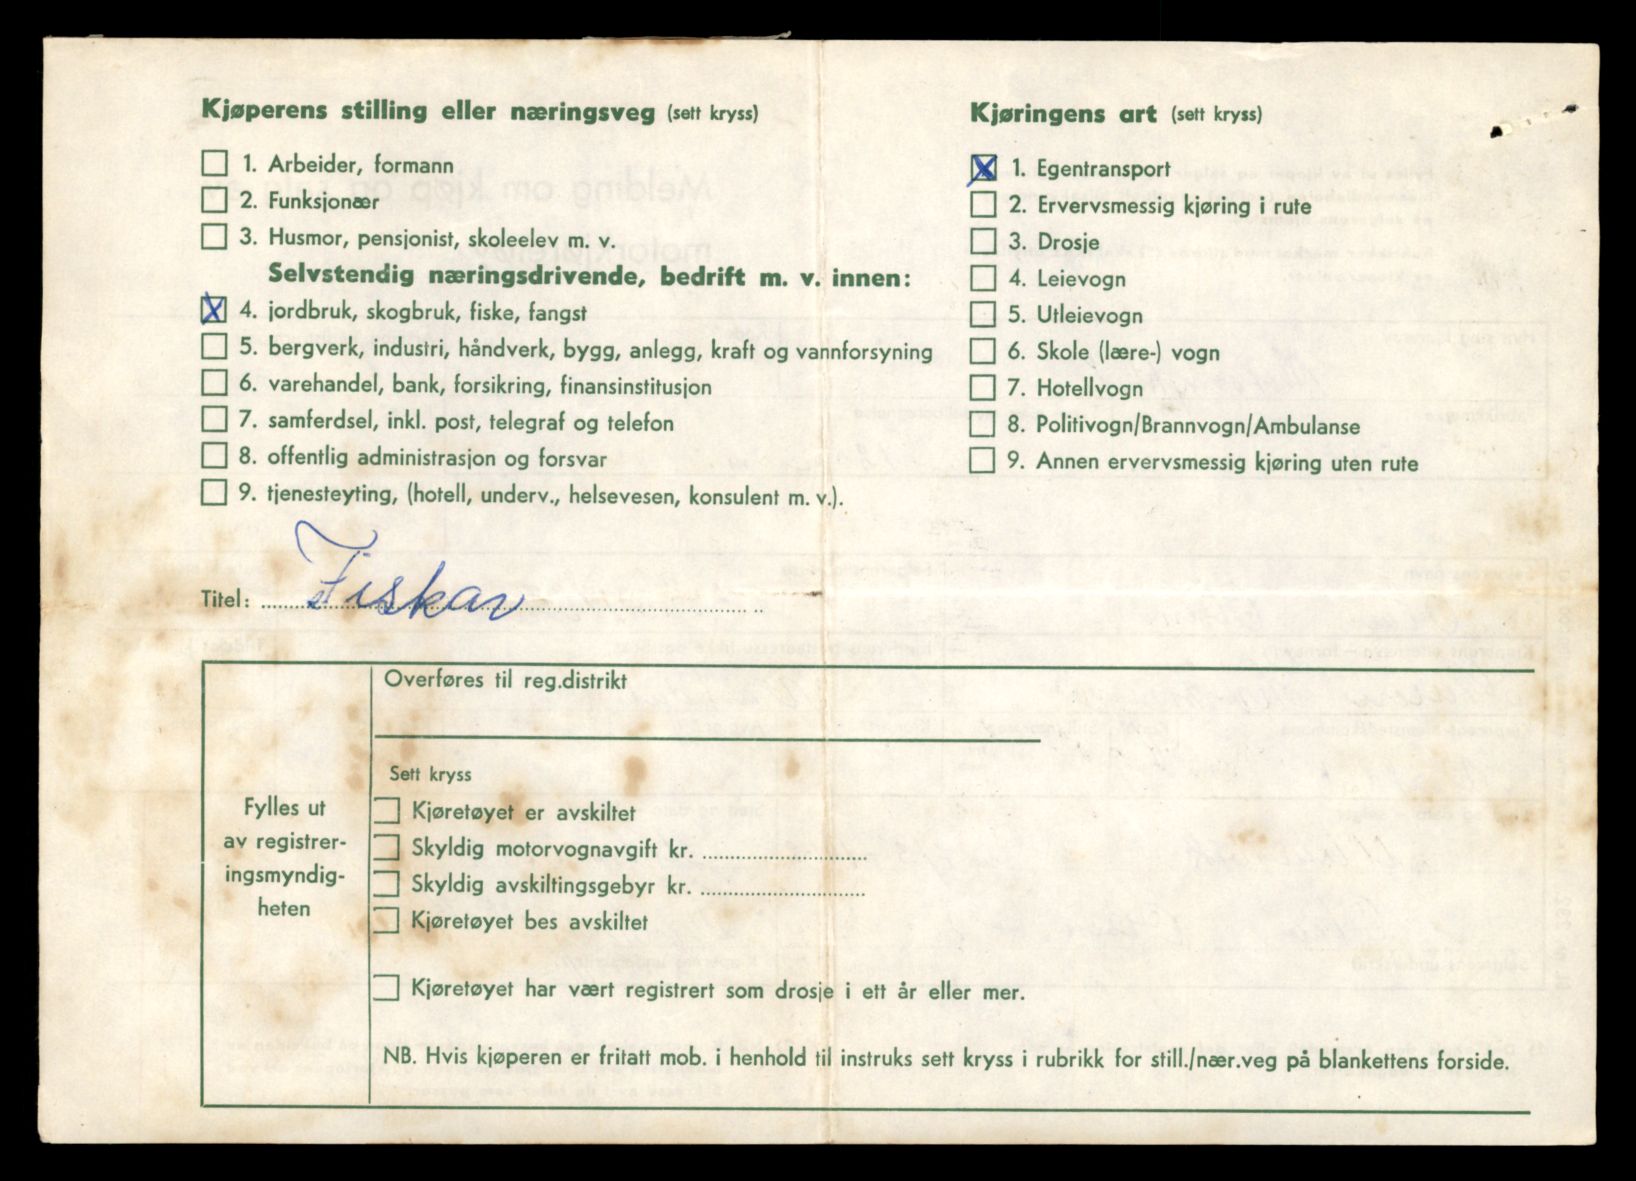 Kjøperens stilling eller næringsveg (sett kryss)
1. Arbeider, formann
2. Funksjonær
3. Husmor, pensjonist, skoleelev m. v.
Selvstendig næringsdrivende, bedrift m. v. innen:
X 4. jordbruk, skogbruk, fiske, fangst
5. bergverk, industri, håndverk, bygg, anlegg, kraft og vannforsyning
6. varehandel, bank, forsikring, finansinstitusjon
7. samferdsel, inkl. post, telegraf og telefon
8. offentlig administrasjon og forsvar
9. tjenesteyting, (hotell, underv., helsevesen, konsulent m. v.).
Kjøringens art (sett kryss)
X 1. Egentransport
2. Ervervsmessig kjøring i rute
3. Drosje
4. Leievogn
5. Utleievogn
6. Skole (lære-) vogn
7. Hotellvogn
8. Politivogn/Brannvogn/Ambulanse
9. Annen ervervsmessig kjøring uten rute
Titel: Fiskar
Fylles ut
av registrer-
ingsmyndig-
heten
Overføres til reg.distrikt
Sett kryss
Kjøretøyet er avskiltet
Skyldig motorvognavgift kr.
Skyldig avskiltingsgebyr kr.
Kjøretøyet bes avskiltet
Kjøretøyet har vært registrert som drosje i ett år eller mer.
NB. Hvis kjøperen er fritatt mob. i henhold til instruks sett kryss i rubrikk for still./nær.veg på blankettens forside.